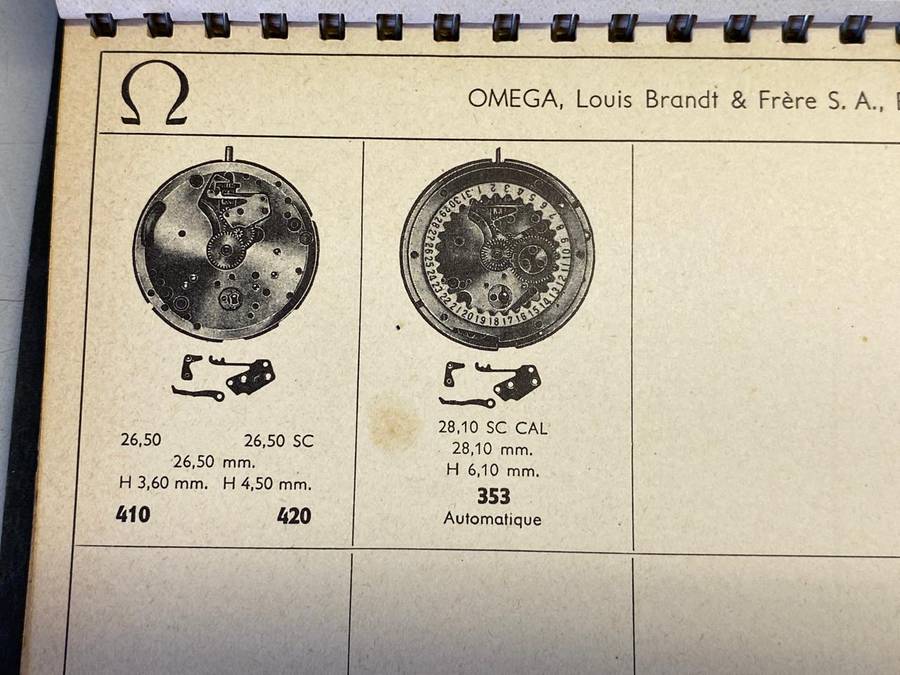 Ω
OMEGA, Louis Brandt & Frère S. A.,
26,50 26,50 SC
26,50 mm.
H 3,60 mm. H 4,50 mm.
410 420
28,10 SC CAL
28,10 mm.
H 6,10 mm.
353
Automatique